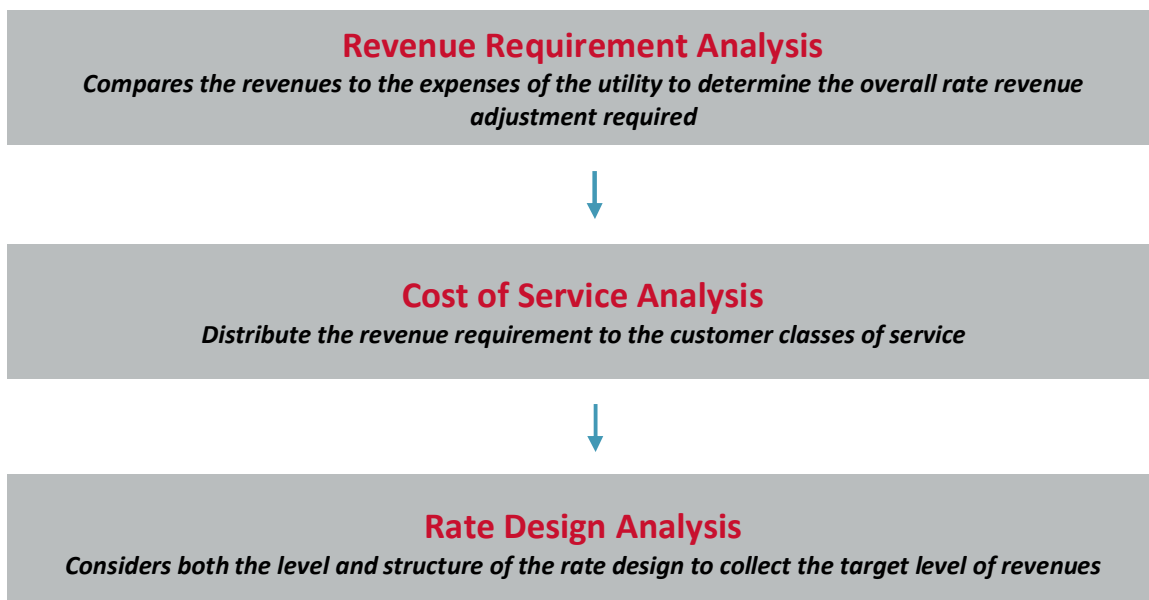 Revenue Requirement Analysis
Compares the revenues to the expenses of the utility to determine the overall rate revenue
adjustment required
Cost of Service Analysis
Distribute the revenue requirement to the customer classes of service
Rate Design Analysis
Considers both the level and structure of the rate design to collect the target level of revenues